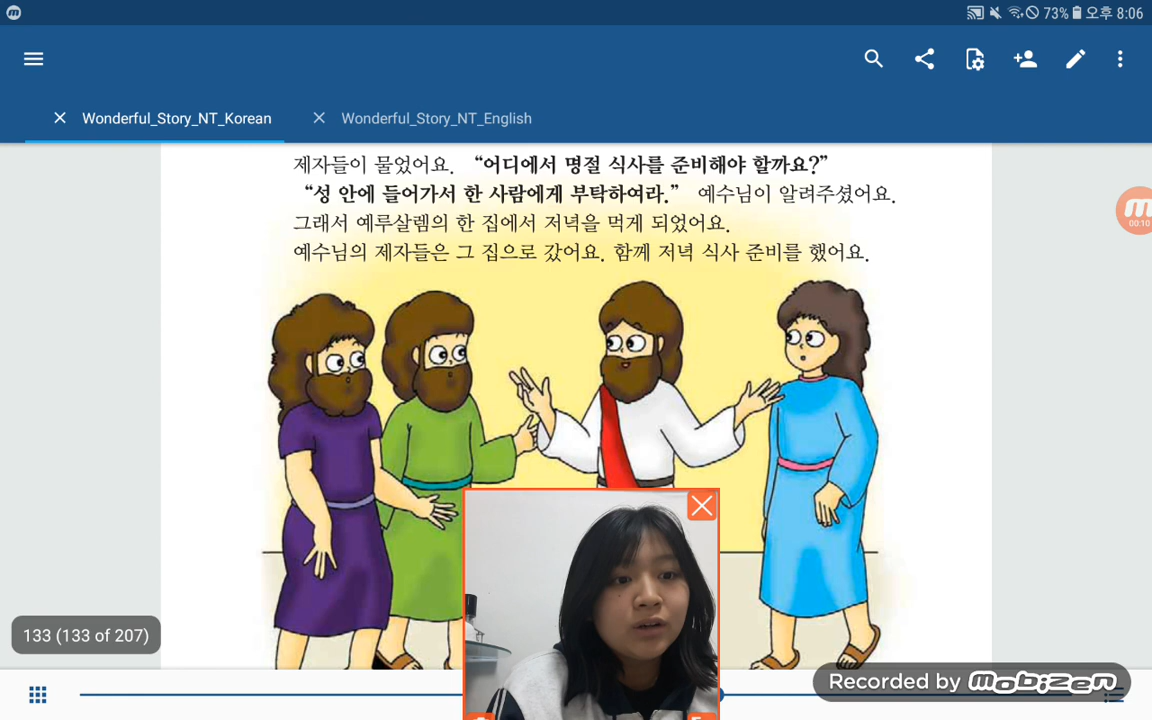 73% 오후 8:06
Wonderful_Story_NT_Korean
Wonderful_Story_NT_English
제자들이 물었어요. “어디에서 명절 식사를 준비해야 할까요?”
“성 안에 들어가서 한 사람에게 부탁하여라.” 예수님이 알려주셨어요.
그래서 예루살렘의 한 집에서 저녁을 먹게 되었어요.
예수님의 제자들은 그 집으로 갔어요. 함께 저녁 식사 준비를 했어요.
00:10
133 (133 of 207)
Recorded by mobizen